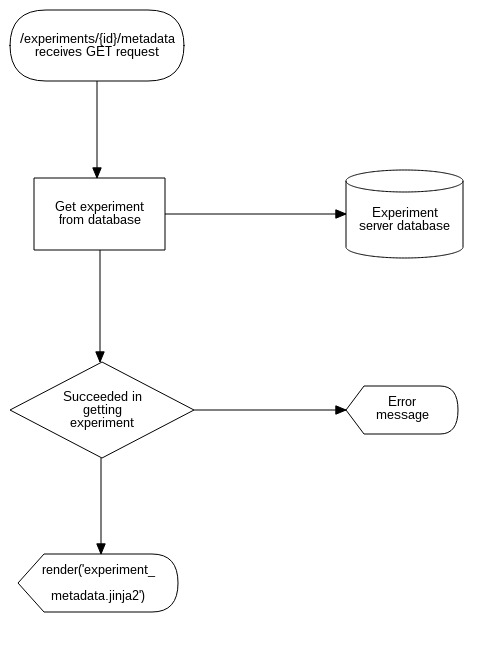 /experiments/{id}/metadata
receives GET request
Get experiment
from database
Experiment
server database
Succeeded in
getting
experiment
Error
message
render('experiment_
metadata.jinja2')